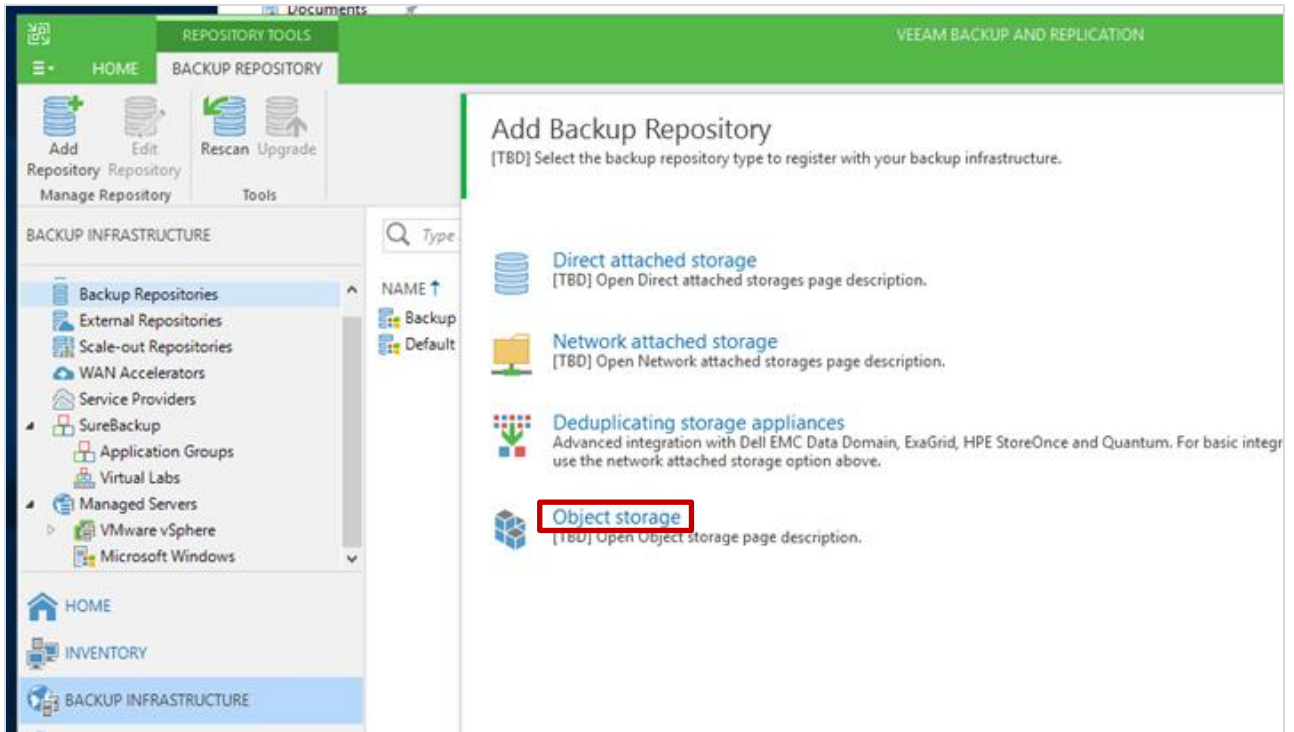 Documents
REPOSITORY TOOLS
VEEAM BACKUP AND REPLICATION
HOME
BACKUP REPOSITORY
Add Repository
Edit Repository
Rescan
Upgrade
Manage Repository
Tools
BACKUP INFRASTRUCTURE
Backup Repositories
External Repositories
Scale-out Repositories
WAN Accelerators
Service Providers
SureBackup
Application Groups
Virtual Labs
Managed Servers
VMware vSphere
Microsoft Windows
HOME
INVENTORY
BACKUP INFRASTRUCTURE
Type
NAME
Backup
Default
Add Backup Repository
[TBD] Select the backup repository type to register with your backup infrastructure.
Direct attached storage
[TBD] Open Direct attached storages page description.
Network attached storage
[TBD] Open Network attached storages page description.
Deduplicating storage appliances
Advanced integration with Dell EMC Data Domain, ExaGrid, HPE StoreOnce and Quantum. For basic integr
use the network attached storage option above.
Object storage
[TBD] Open Object storage page description.